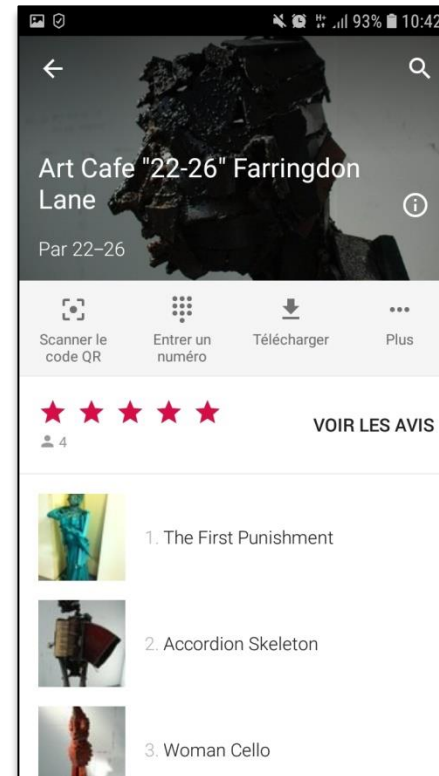 93% 10:42
Art Cafe "22-26" Farringdon
Lane
Par 22–26
Scanner le
code QR
Entrer un
numéro
Télécharger
Plus
4
VOIR LES AVIS
1. The First Punishment
2. Accordion Skeleton
3. Woman Cello